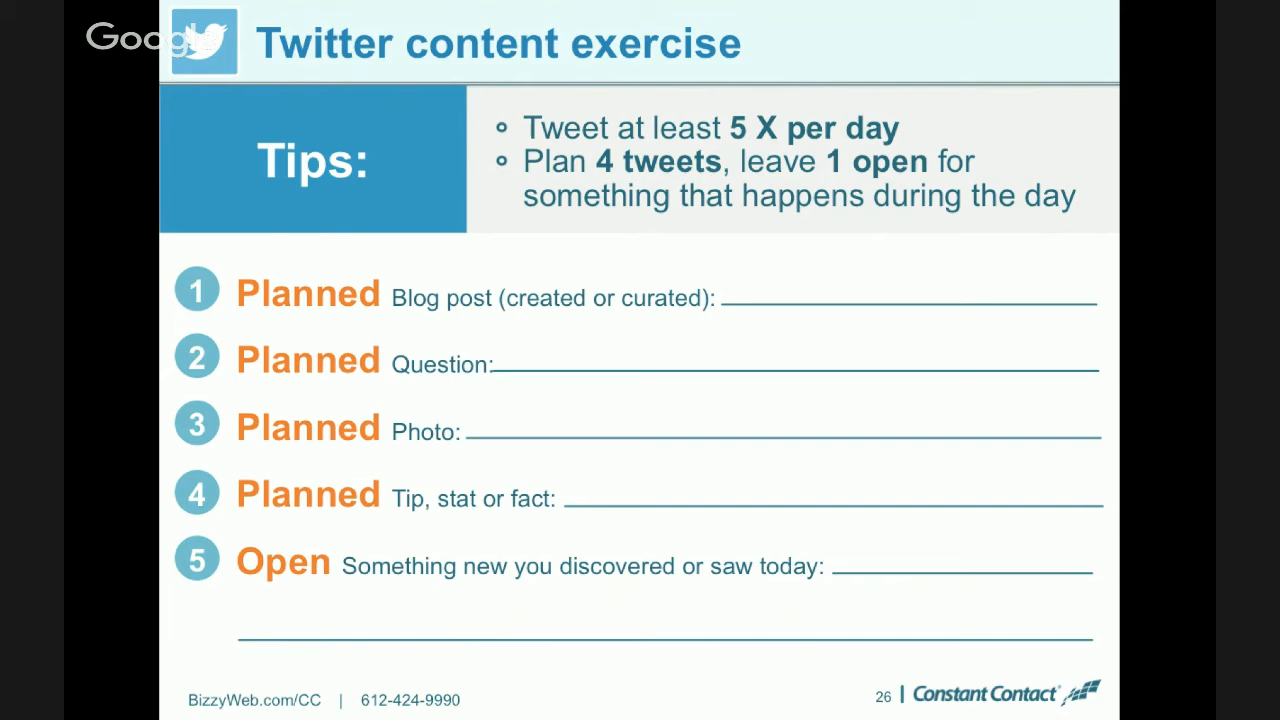 Google
Twitter content exercise
Tips:
Tweet at least 5 X per day
Plan 4 tweets, leave 1 open for
something that happens during the day
1 Planned Blog post (created or curated):
2 Planned Question:
3 Planned Photo:
4 Planned Tip, stat or fact:
5 Open Something new you discovered or saw today:
BizzyWeb.com/CC | 612-424-9990
26 | Constant Contact